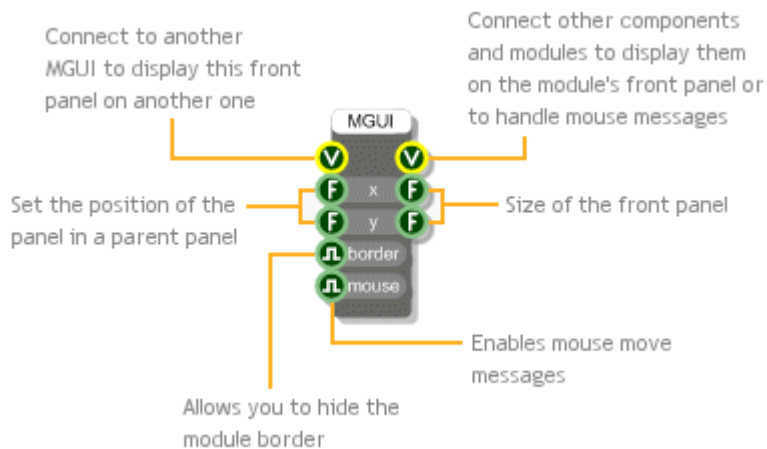 Connect to another
MGUI to display this front
panel on another one
Connect other components
and modules to display them
on the module's front panel or
to handle mouse messages
MGUI
V
V
Set the position of the
panel in a parent panel
F
x
F
F
y
F
Size of the front panel
border
mouse
Enables mouse move
messages
Allows you to hide the
module border